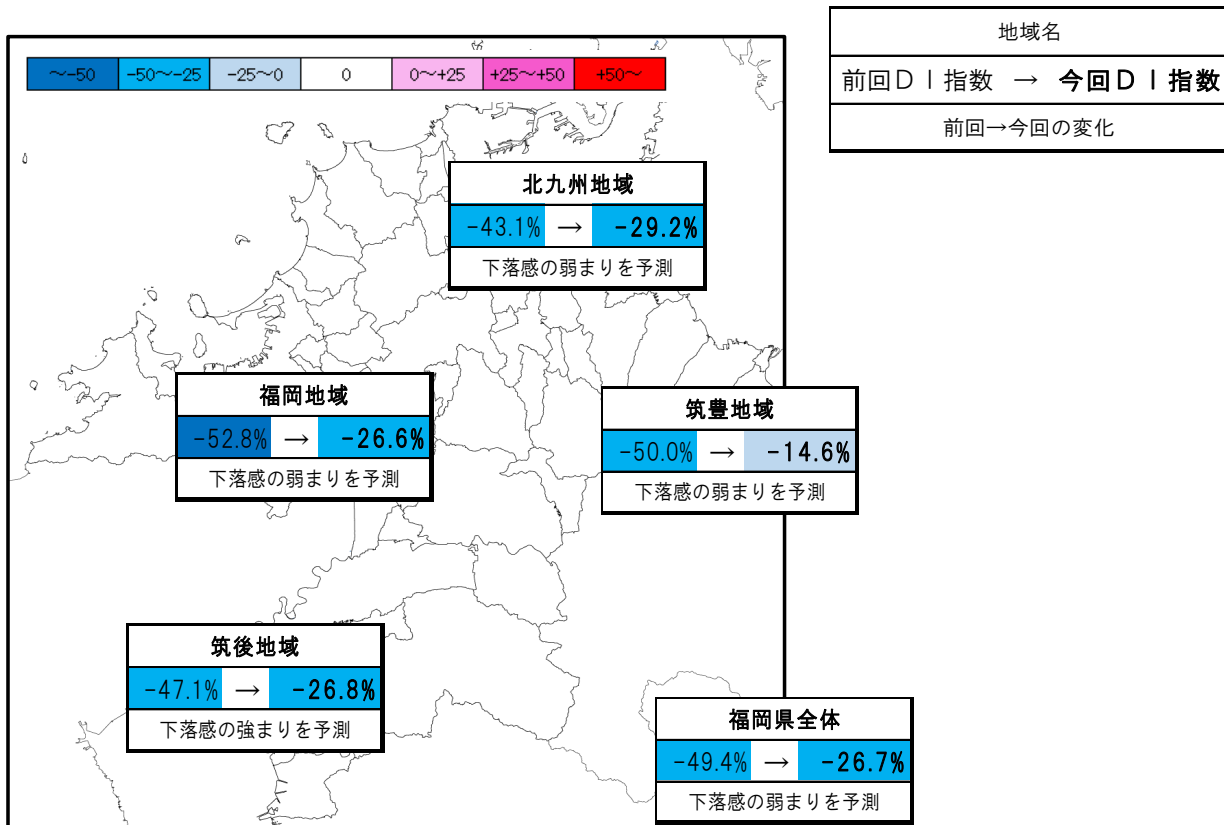 地域名
前回DI指数 → 今回DI指数
前回→今回の変化
～-50 -50～-25 -25～0 0 0～+25 +25～+50 +50～
北九州地域
-43.1% → -29.2%
下落感の弱まりを予測
福岡地域
-52.8% → -26.6%
下落感の弱まりを予測
筑豊地域
-50.0% → -14.6%
下落感の弱まりを予測
筑後地域
-47.1% → -26.8%
下落感の強まりを予測
福岡県全体
-49.4% → -26.7%
下落感の弱まりを予測